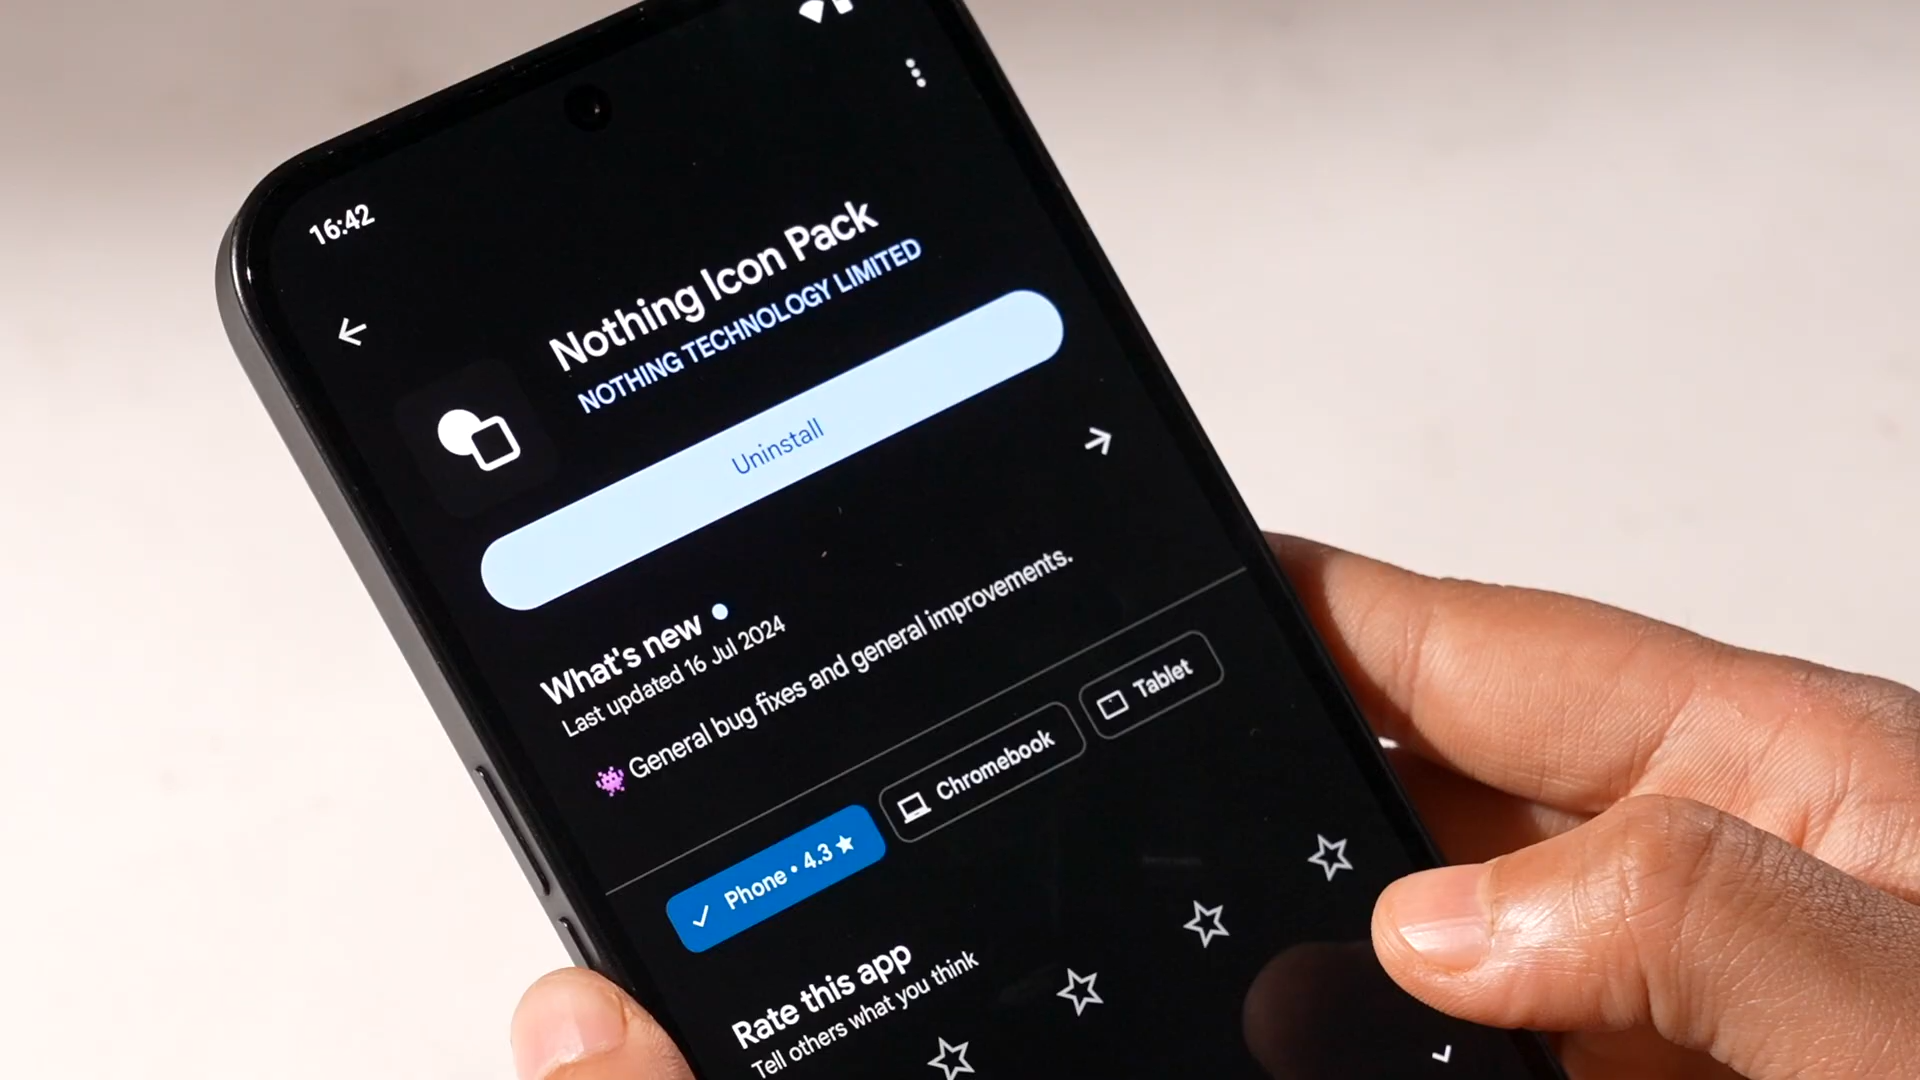 16:42
Nothing Icon Pack
NOTHING TECHNOLOGY LIMITED
Uninstall
What's new
Last updated 16 Jul 2024
👾 General bug fixes and general improvements.
Phone • 4.3 ★
Chromebook
Tablet
Rate this app
Tell others what you think